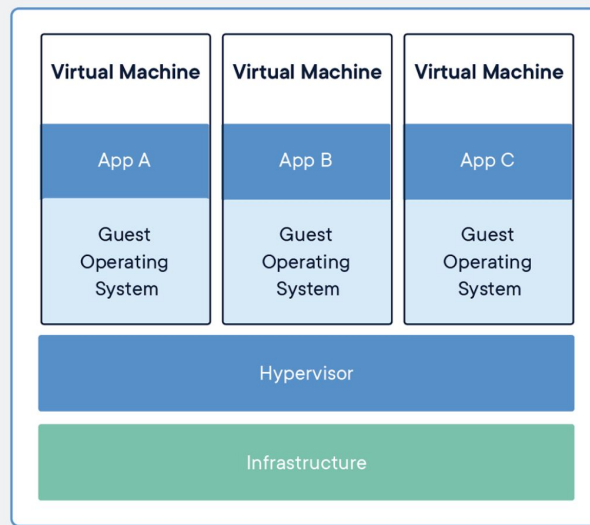 Virtual Machine
App A
Guest
Operating
System
Virtual Machine
App B
Guest
Operating
System
Virtual Machine
App C
Guest
Operating
System
Hypervisor
Infrastructure